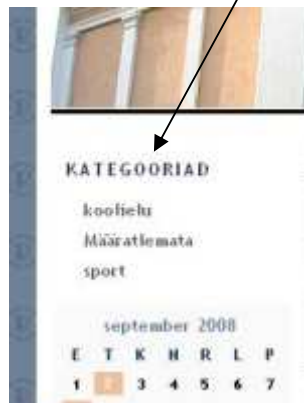 KATEGOORIAD
koolielu
Määratlemata
sport
september 2008
E T K N R L P
1 2 3 4 5 6 7